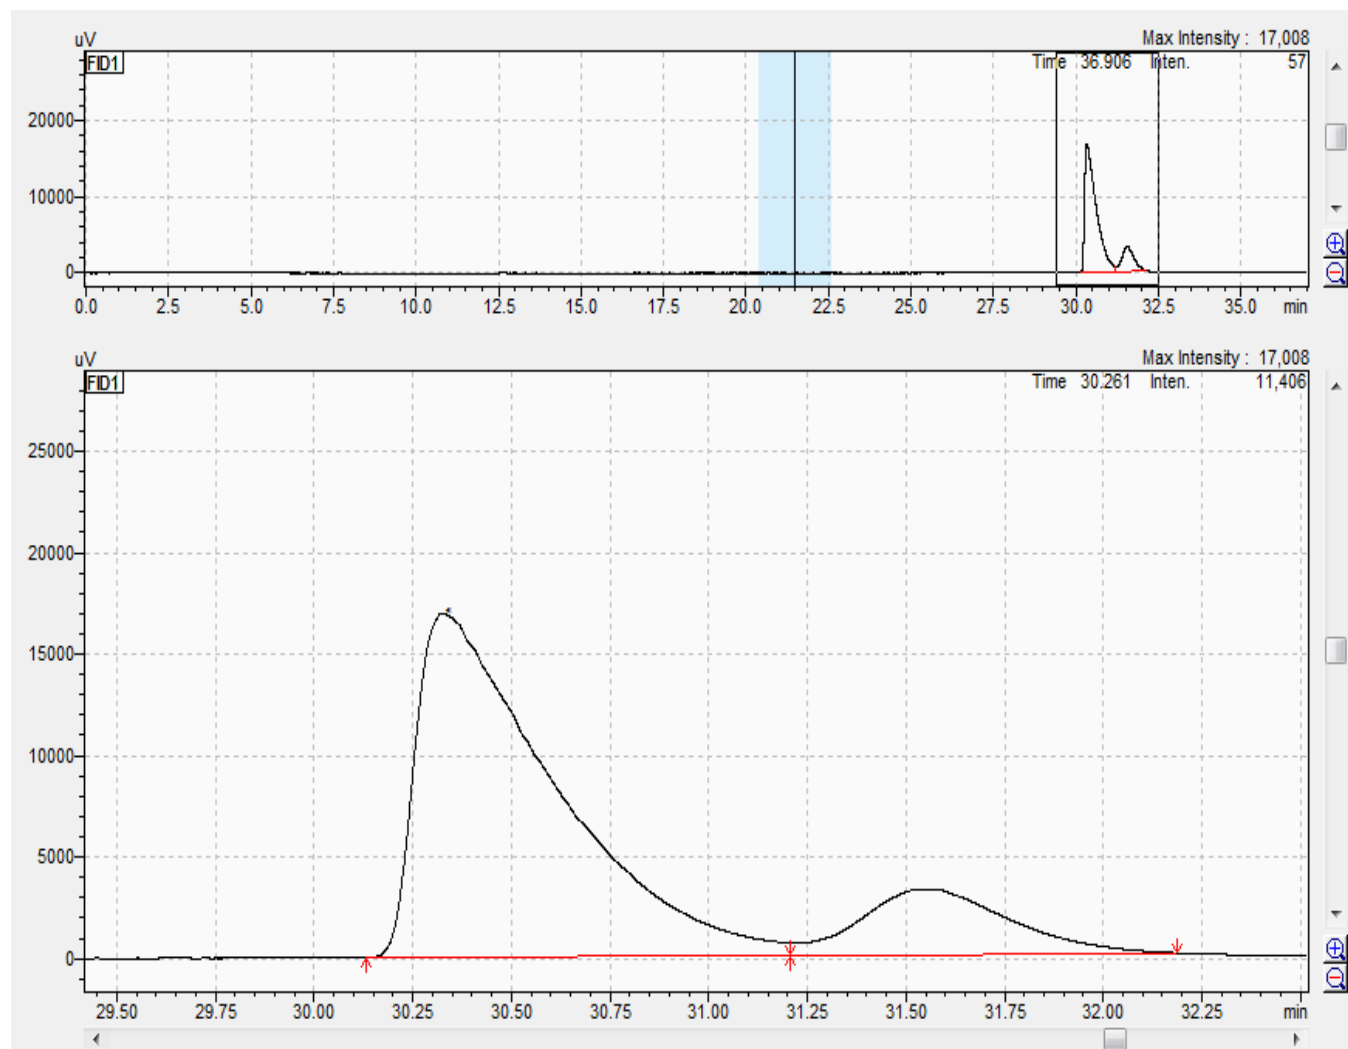 uV Max Intensity : 17,008
FID1 Time 36.906 Inten. 57
20000
10000
0
0.0 2.5 5.0 7.5 10.0 12.5 15.0 17.5 20.0 22.5 25.0 27.5 30.0 32.5 35.0 min
uV Max Intensity : 17,008
FID1 Time 30.261 Inten. 11,406
25000
20000
15000
10000
5000
0
29.50 29.75 30.00 30.25 30.50 30.75 31.00 31.25 31.50 31.75 32.00 32.25 min